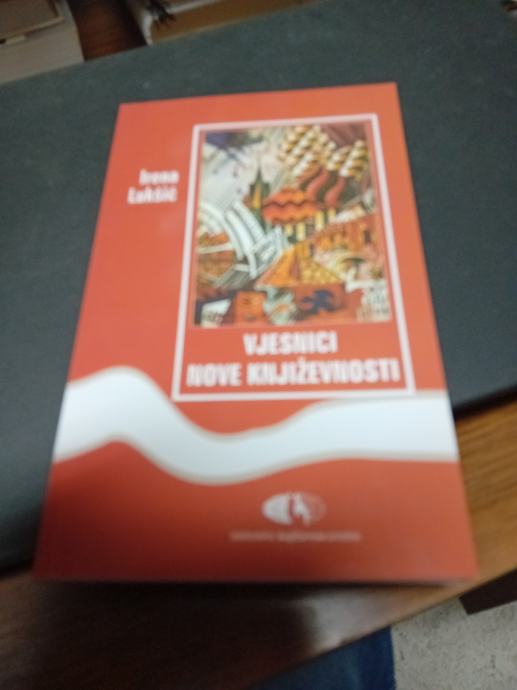 Irena
Lukšić
VJESNICI
NOVE KNJIŽEVNOSTI